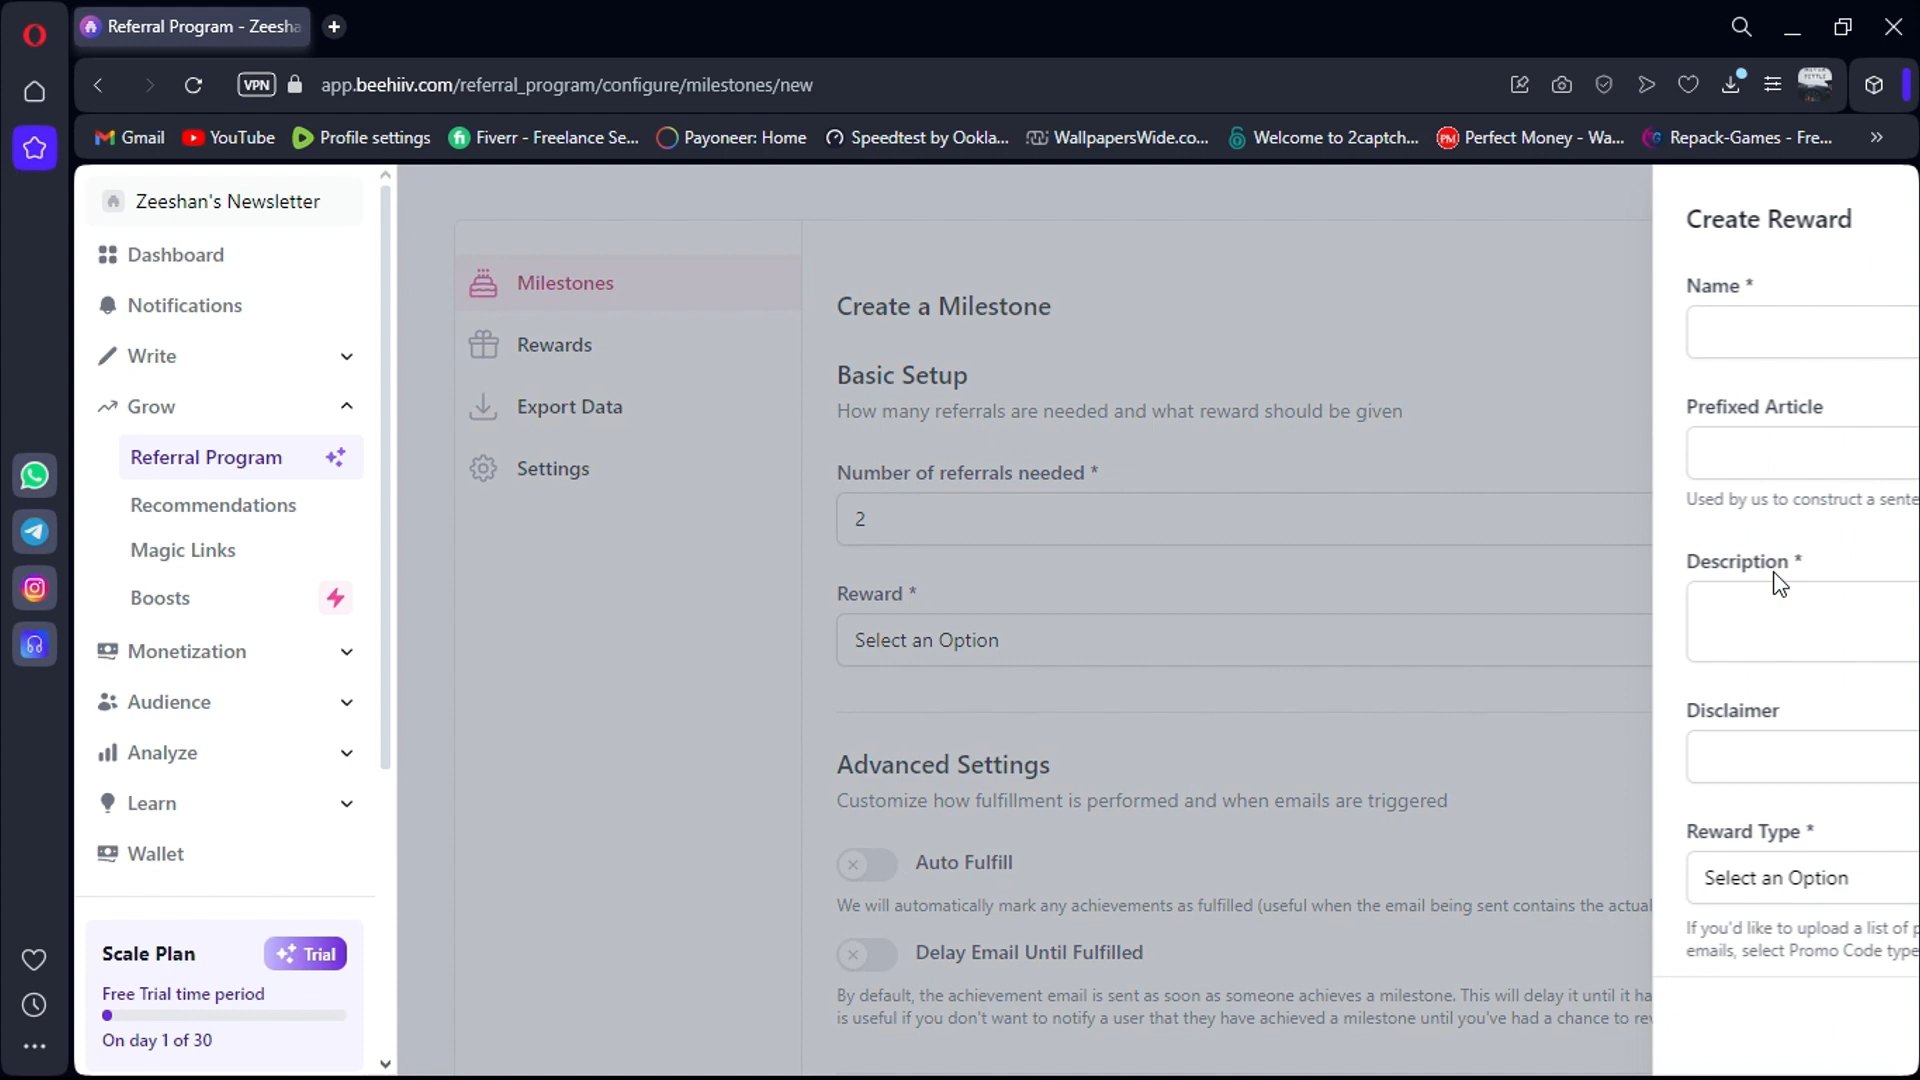 Referral Program - Zeesha
VPN
app.beehiiv.com/referral_program/configure/milestones/new
Gmail
YouTube
Profile settings
Fiverr - Freelance Se...
Payoneer: Home
Speedtest by Ookla...
WallpapersWide.co...
Welcome to 2captch...
PM
Perfect Money - Wa...
Repack-Games - Fre...
Zeeshan's Newsletter
Dashboard
Notifications
Write
Grow
Referral Program
Recommendations
Magic Links
Boosts
Monetization
Audience
Analyze
Learn
Wallet
Scale Plan
Trial
Free Trial time period
On day 1 of 30
Milestones
Rewards
Export Data
Settings
Create a Milestone
Basic Setup
How many referrals are needed and what reward should be given
Number of referrals needed *
2
Reward *
Select an Option
Advanced Settings
Customize how fulfillment is performed and when emails are triggered
Auto Fulfill
We will automatically mark any achievements as fulfilled (useful when the email being sent contains the actual
Delay Email Until Fulfilled
By default, the achievement email is sent as soon as someone achieves a milestone. This will delay it until it ha
is useful if you don't want to notify a user that they have achieved a milestone until you've had a chance to re
Create Reward
Name *
Prefixed Article
Used by us to construct a sente
Description *
Disclaimer
Reward Type *
Select an Option
If you'd like to upload a list of p
emails, select Promo Code type